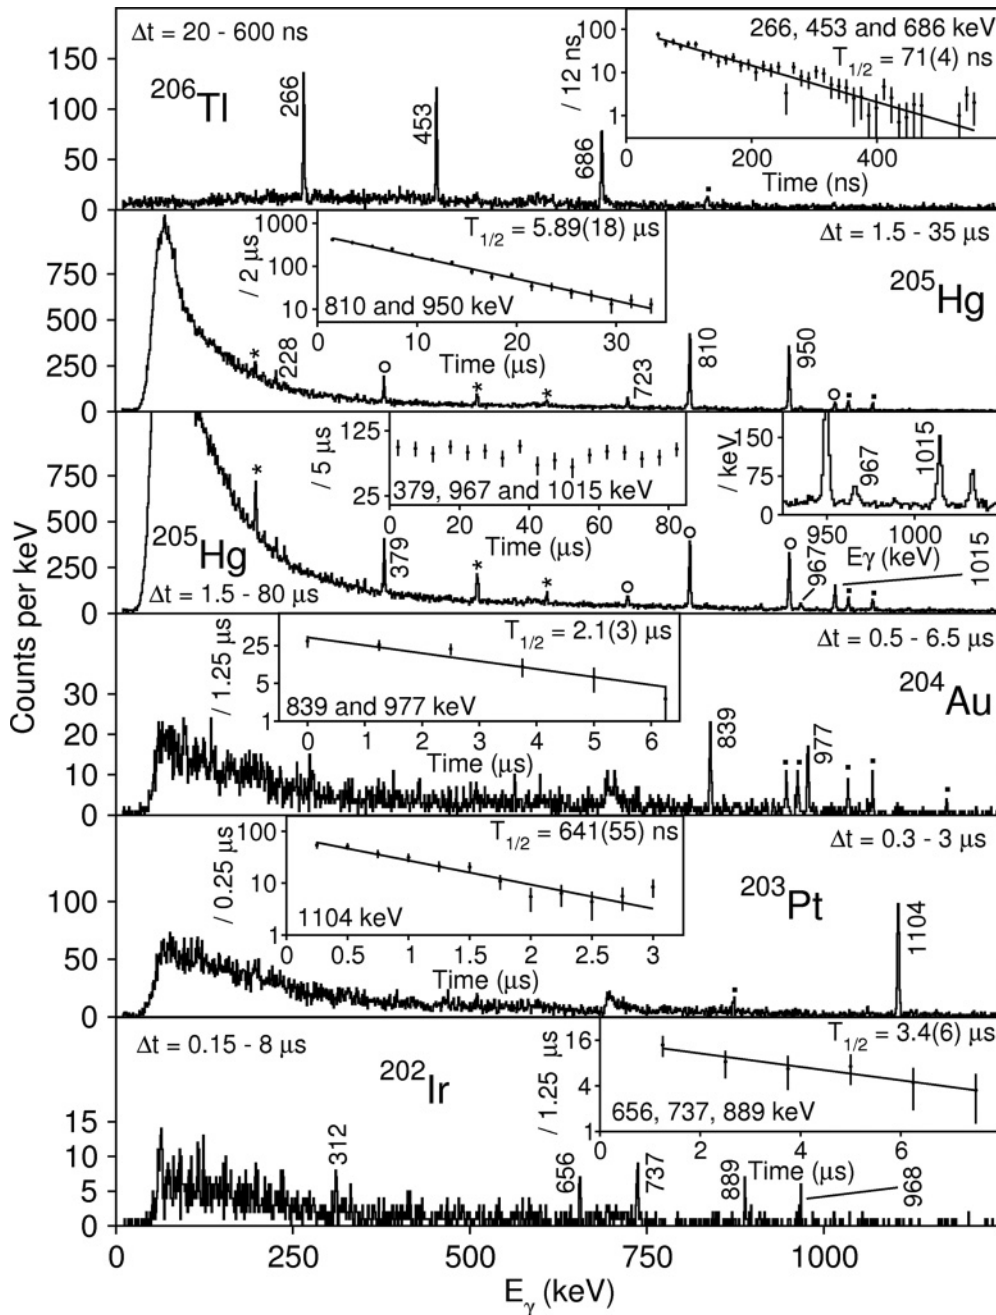 Counts per keV
150
100
50
0
Δt = 20 - 600 ns
206Tl
266
453
686
100
10
1
/ 12 ns
266, 453 and 686 keV
T1/2 = 71(4) ns
0 200 400
Time (ns)
750
500
250
0
1000
100
10
/ 2 μs
T1/2 = 5.89(18) μs
810 and 950 keV
10 20 30
Time (μs)
Δt = 1.5 - 35 μs
205Hg
* 228
* *
723
810
950
750
500
250
0
205Hg
Δt = 1.5 - 80 μs
*
379
* *
125
25
/ 5 μs
379, 967 and 1015 keV
0 20 40 60 80
Time (μs)
150
75
0
/ keV
967
1015
950 1000
Eγ (keV)
967
1015
30
20
10
0
25
5
1
/ 1.25 μs
T1/2 = 2.1(3) μs
839 and 977 keV
0 1 2 3 4 5 6
Time (μs)
Δt = 0.5 - 6.5 μs
204Au
839
977
100
50
0
100
10
1
/ 0.25 μs
T1/2 = 641(55) ns
1104 keV
0 0.5 1 1.5 2 2.5 3
Time (μs)
Δt = 0.3 - 3 μs
203Pt
1104
15
10
5
0
Δt = 0.15 - 8 μs
202Ir
312
656
737
889
968
16
4
1
/ 1.25 μs
T1/2 = 3.4(6) μs
656, 737, 889 keV
0 2 4 6
Time (μs)
0 250 500 750 1000
Eγ (keV)